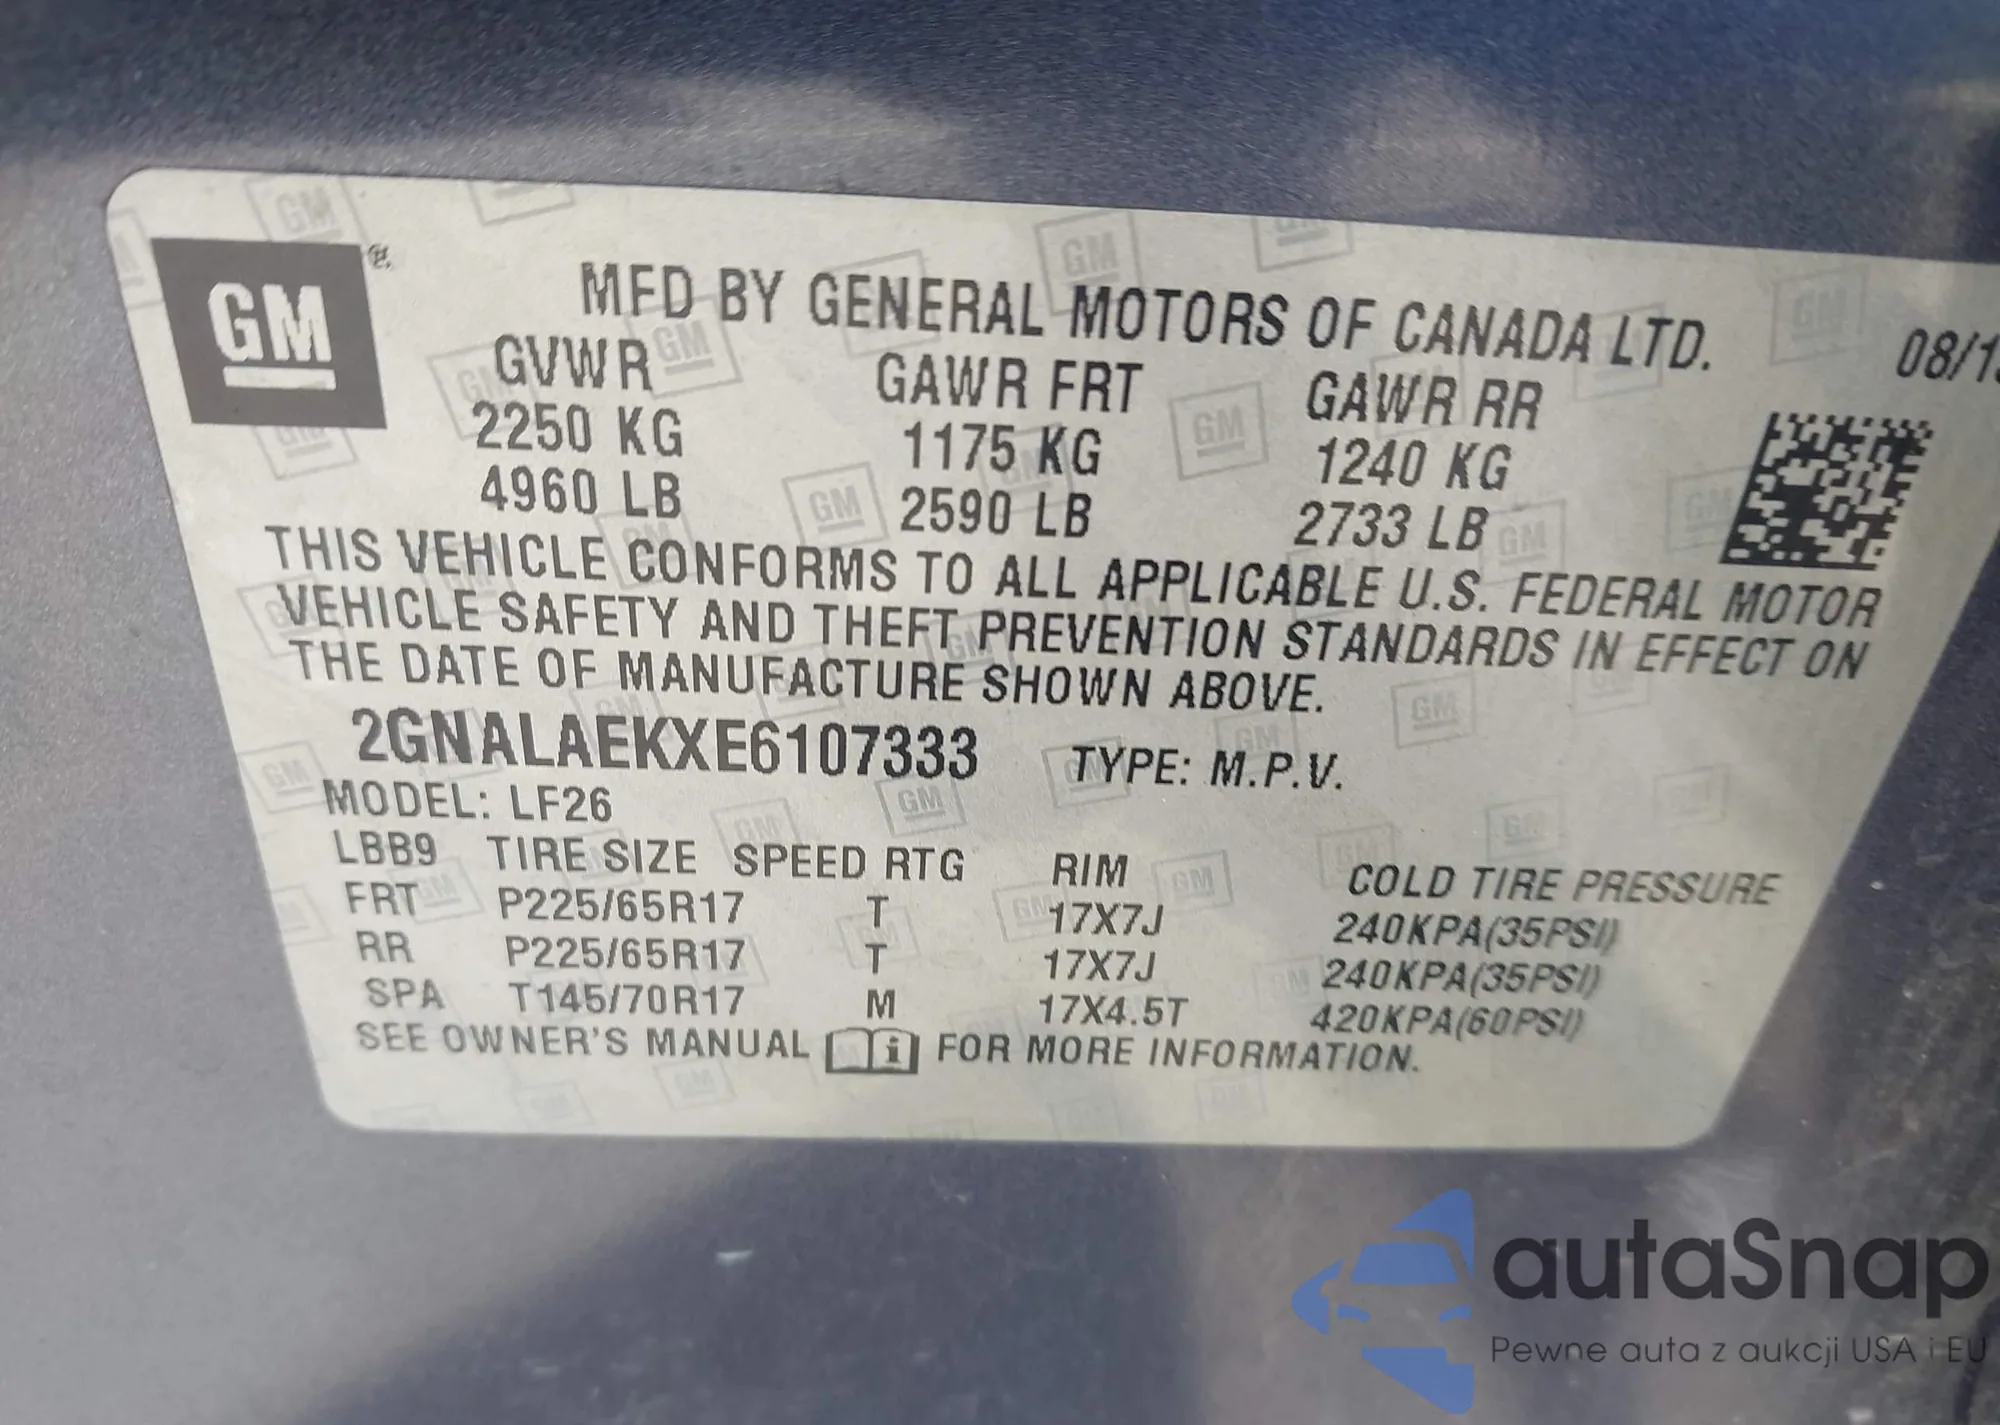 GM
MFD BY GENERAL MOTORS OF CANADA LTD.
GVWR GAWR FRT GAWR RR
2250 KG 1175 KG 1240 KG
4960 LB 2590 LB 2733 LB
THIS VEHICLE CONFORMS TO ALL APPLICABLE U.S. FEDERAL MOTOR
VEHICLE SAFETY AND THEFT PREVENTION STANDARDS IN EFFECT ON
THE DATE OF MANUFACTURE SHOWN ABOVE.
2GNALAEKXE6107333 TYPE: M.P.V.
MODEL: LF26
LBB9 TIRE SIZE SPEED RTG RIM COLD TIRE PRESSURE
FRT P225/65R17 T 17X7J 240KPA(35PSI)
RR P225/65R17 T 17X7J 240KPA(35PSI)
SPA T145/70R17 M 17X4.5T 420KPA(60PSI)
SEE OWNER'S MANUAL i FOR MORE INFORMATION.
autaSnap
Pewne auta z aukcji USA i EU